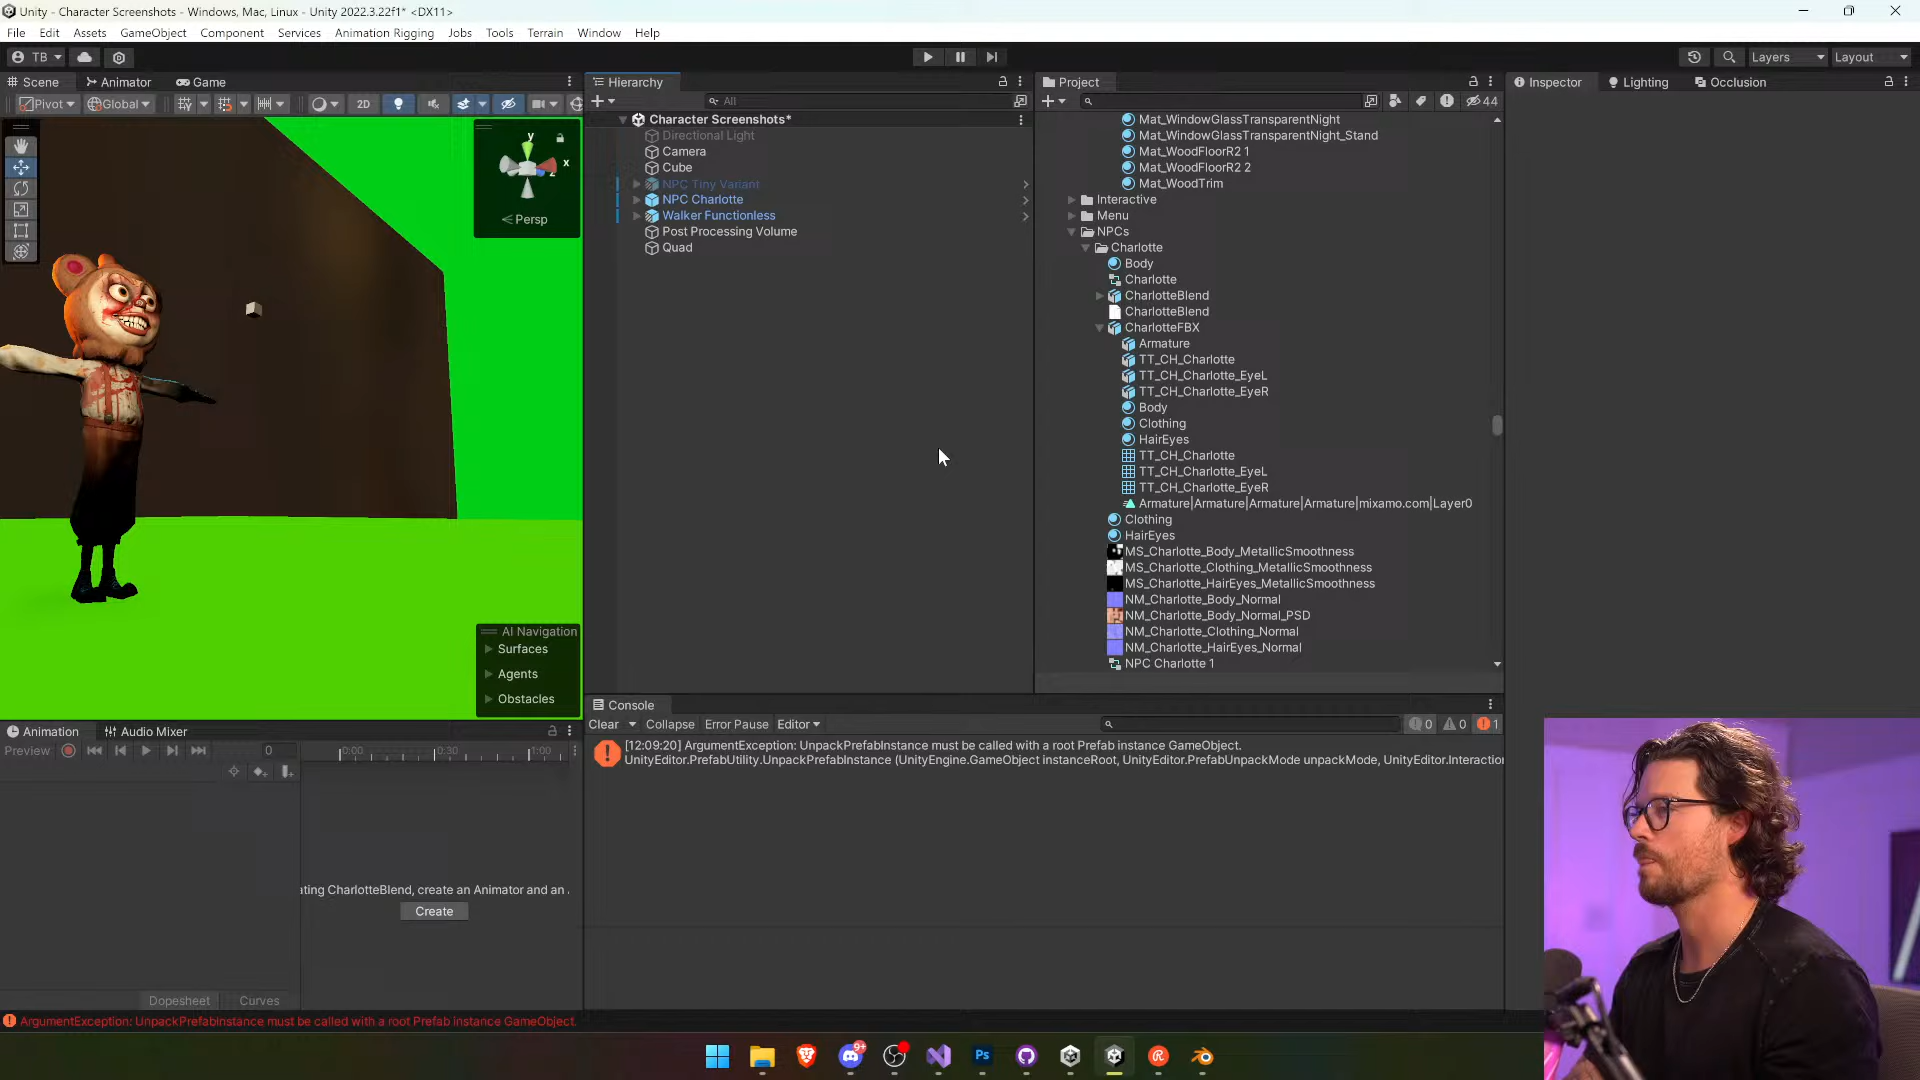 Unity - Character Screenshots - Windows, Mac, Linux - Unity 2022.3.22f1* <DX11>
File Edit Assets GameObject Component Services Animation Rigging Jobs Tools Terrain Window Help
TB Layers Layout
Scene Animator Game
Pivot Global 2D
y
x
z
Persp
AI Navigation
Surfaces
Agents
Obstacles
Hierarchy
All
Character Screenshots*
Directional Light
Camera
Cube
NPC Tiny Variant
NPC Charlotte
Walker Functionless
Post Processing Volume
Quad
Project
44
Mat_WindowGlassTransparentNight
Mat_WindowGlassTransparentNight_Stand
Mat_WoodFloorR2 1
Mat_WoodFloorR2 2
Mat_WoodTrim
Interactive
Menu
NPCs
Charlotte
Body
Charlotte
CharlotteBlend
CharlotteBlend
CharlotteFBX
Armature
TT_CH_Charlotte
TT_CH_Charlotte_EyeL
TT_CH_Charlotte_EyeR
Body
Clothing
HairEyes
TT_CH_Charlotte
TT_CH_Charlotte_EyeL
TT_CH_Charlotte_EyeR
Armature|Armature|Armature|Armature|mixamo.com|Layer0
Clothing
HairEyes
MS_Charlotte_Body_MetallicSmoothness
MS_Charlotte_Clothing_MetallicSmoothness
MS_Charlotte_HairEyes_MetallicSmoothness
NM_Charlotte_Body_Normal
NM_Charlotte_Body_Normal_PSD
NM_Charlotte_Clothing_Normal
NM_Charlotte_HairEyes_Normal
NPC Charlotte 1
Inspector Lighting Occlusion
Console
Clear Collapse Error Pause Editor 0 0 1
[12:09:20] ArgumentException: UnpackPrefabInstance must be called with a root Prefab instance GameObject.
UnityEditor.PrefabUtility.UnpackPrefabInstance (UnityEngine.GameObject instanceRoot, UnityEditor.PrefabUnpackMode unpackMode, UnityEditor.Interaction
Animation Audio Mixer
Preview 0 0:00 0:30 1:00
ating CharlotteBlend, create an Animator and an
Create
Dopesheet Curves
ArgumentException: UnpackPrefabInstance must be called with a root Prefab instance GameObject.
9+
Ps